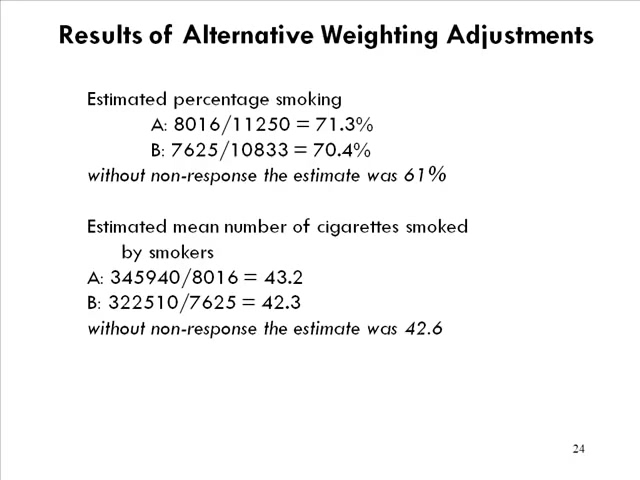 Results of Alternative Weighting Adjustments
Estimated percentage smoking
A: 8016/11250 = 71.3%
B: 7625/10833 = 70.4%
without non-response the estimate was 61%
Estimated mean number of cigarettes smoked
by smokers
A: 345940/8016 = 43.2
B: 322510/7625 = 42.3
without non-response the estimate was 42.6
24